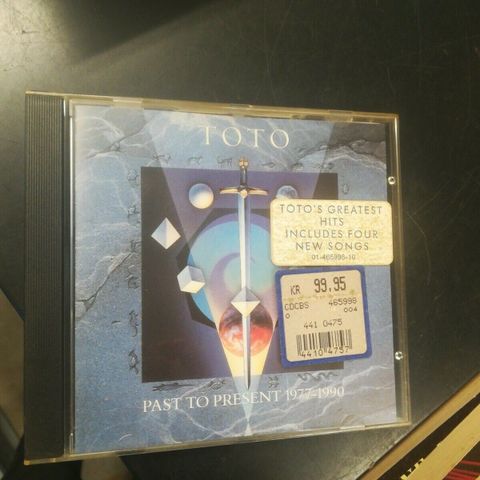 TOTO
TOTO'S GREATEST
HITS
INCLUDES FOUR
NEW SONGS
01-465998-10
KR 99.95
CDCBS 465998
0 004
441 0475
44104757
PAST TO PRESENT 1977-1990